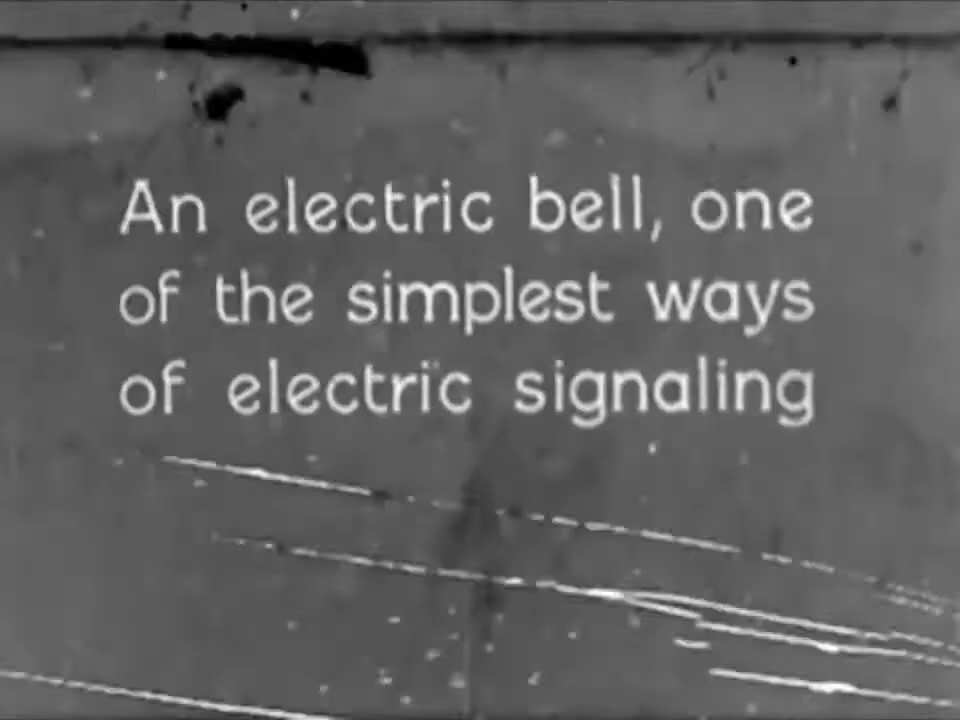 An electric bell, one
of the simplest ways
of electric signaling